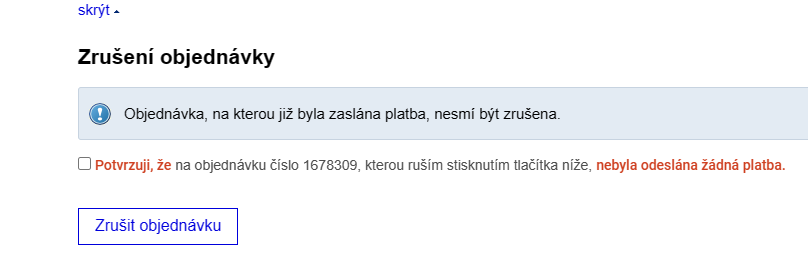 skrýt
Zrušení objednávky
Objednávka, na kterou již byla zaslána platba, nesmí být zrušena.
Potvrzuji, že na objednávku číslo 1678309, kterou ruším stisknutím tlačítka níže, nebyla odeslána žádná platba.
Zrušit objednávku